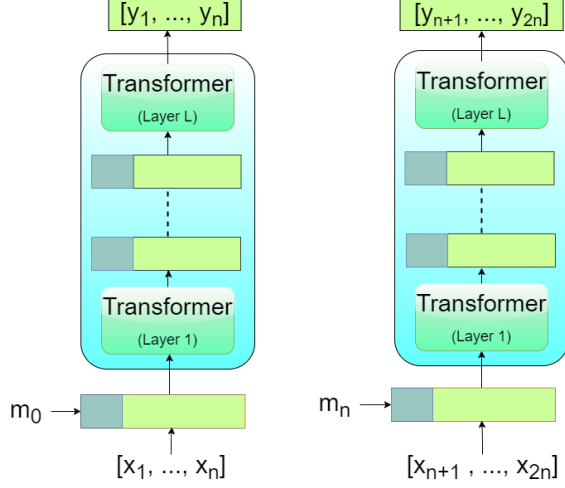 [y1, ..., yn]
Transformer
(Layer L)
Transformer
(Layer 1)
m0
[x1, ..., xn]
[yn+1, ..., y2n]
Transformer
(Layer L)
Transformer
(Layer 1)
mn
[xn+1 , ..., x2n]